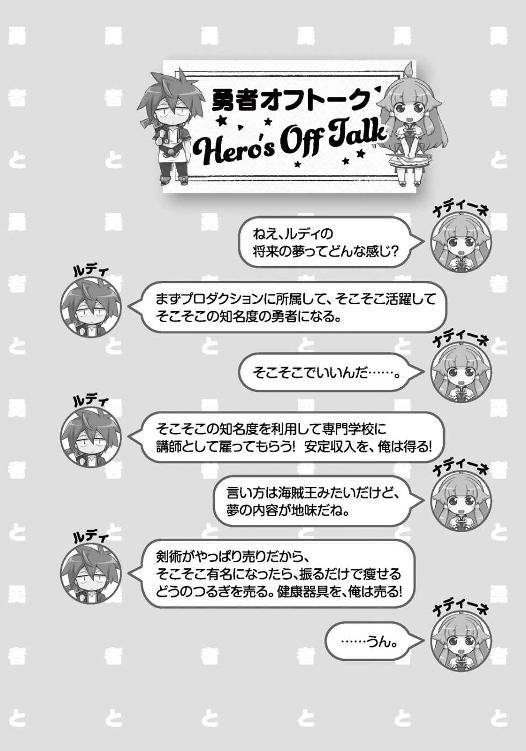 勇者オフトーク
Hero's Off Talk
ナディーネ
ねえ、ルディの
将来の夢ってどんな感じ?
ルディ
まずプロダクションに所属して、そこそこ活躍して
そこそこの知名度の勇者になる。
ナディーネ
そこそこでいいんだ……。
ルディ
そこそこの知名度を利用して専門学校に
講師として雇ってもらう! 安定収入を、俺は得る!
ナディーネ
言い方は海賊王みたいだけど、
夢の内容が地味だね。
ルディ
剣術がやっぱり売りだから、
そこそこ有名になったら、振るだけで痩せる
どうのつるぎを売る。健康器具を、俺は売る!
ナディーネ
……うん。